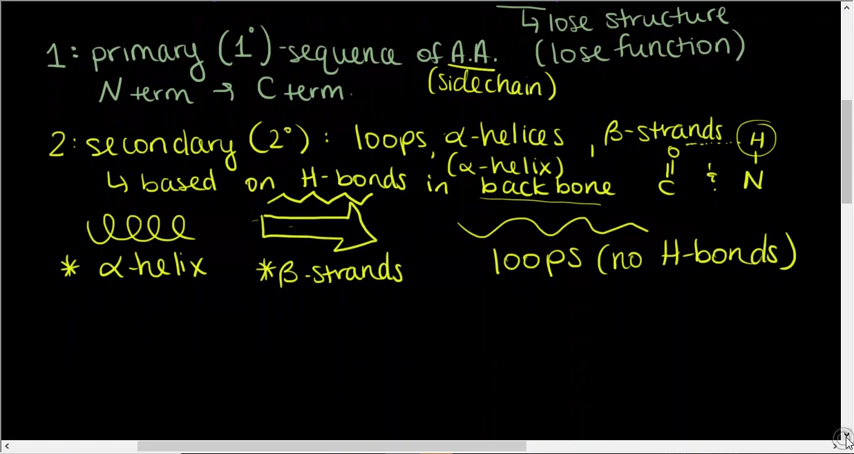 ↳ lose structure
1: primary (1°)-sequence of A.A. (lose function)
N term → C term. (sidechain)
2: secondary (2°): loops, α-helices, β-strands
(α-helix)
↳ based on H-bonds in backbone
O H
C & N
* α-helix * β-strands loops (no H-bonds)